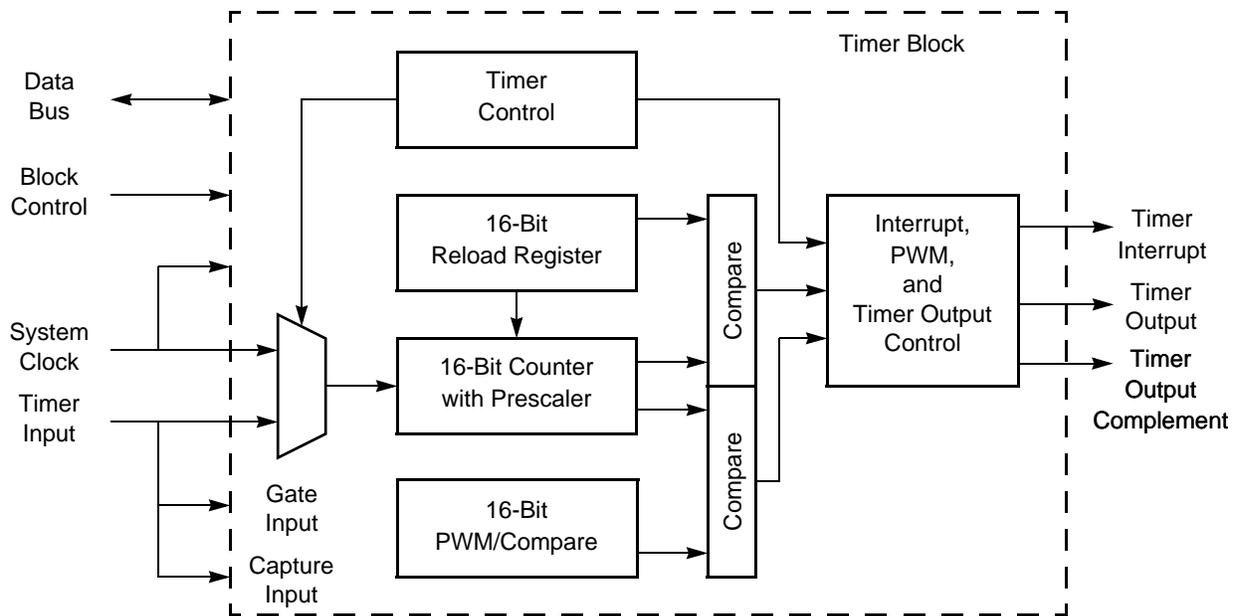 Timer Block
Data
Bus
Block
Control
System
Clock
Timer
Input
Gate
Input
Capture
Input
Timer
Control
16-Bit
Reload Register
16-Bit Counter
with Prescaler
16-Bit
PWM/Compare
Compare
Compare
Interrupt,
PWM,
and
Timer Output
Control
Timer
Interrupt
Timer
Output
Timer
Output
Complement